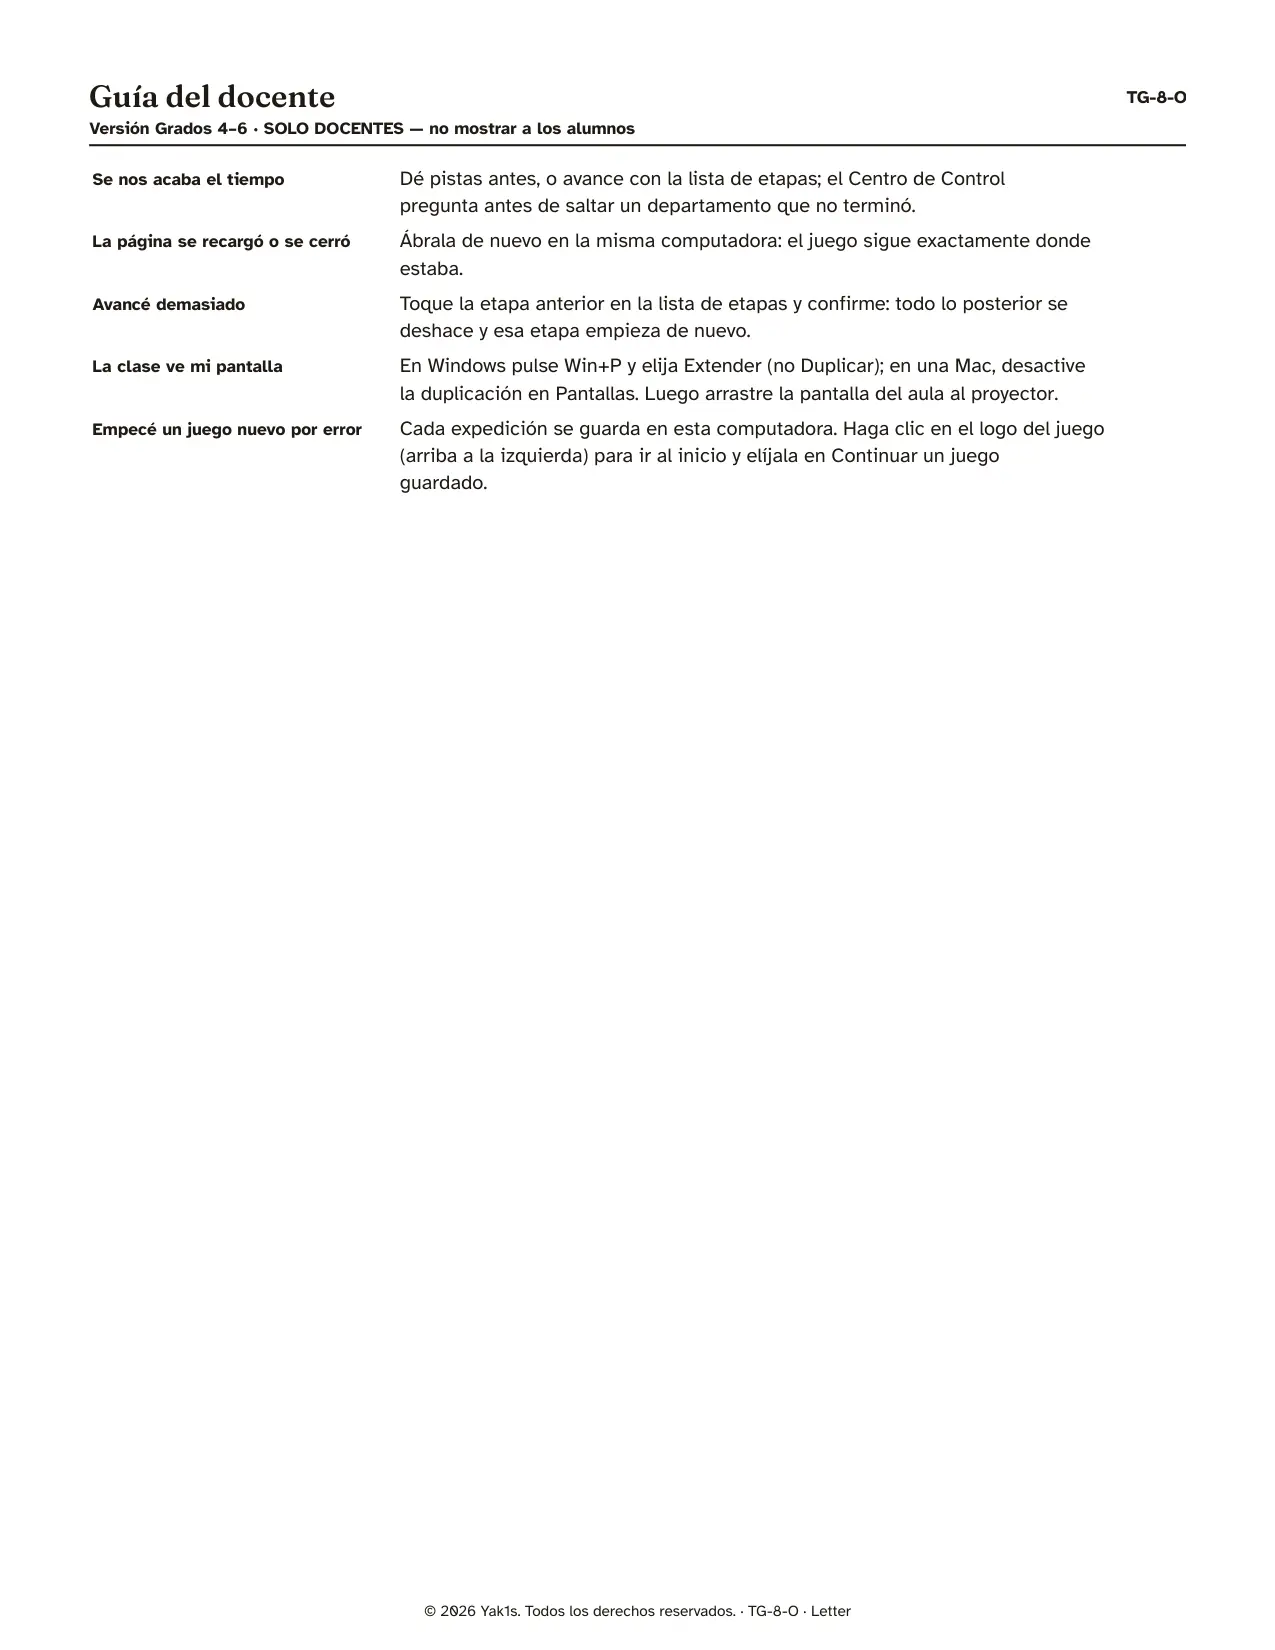 Guía del docente
TG-8-O
Versión Grados 4–6 · SOLO DOCENTES — no mostrar a los alumnos
Se nos acaba el tiempo
Dé pistas antes, o avance con la lista de etapas; el Centro de Control
pregunta antes de saltar un departamento que no terminó.
La página se recargó o se cerró
Ábrala de nuevo en la misma computadora: el juego sigue exactamente donde
estaba.
Avancé demasiado
Toque la etapa anterior en la lista de etapas y confirme: todo lo posterior se
deshace y esa etapa empieza de nuevo.
La clase ve mi pantalla
En Windows pulse Win+P y elija Extender (no Duplicar); en una Mac, desactive
la duplicación en Pantallas. Luego arrastre la pantalla del aula al proyector.
Empecé un juego nuevo por error
Cada expedición se guarda en esta computadora. Haga clic en el logo del juego
(arriba a la izquierda) para ir al inicio y elíjala en Continuar un juego
guardado.
© 2026 Yak1s. Todos los derechos reservados. · TG-8-O · Letter